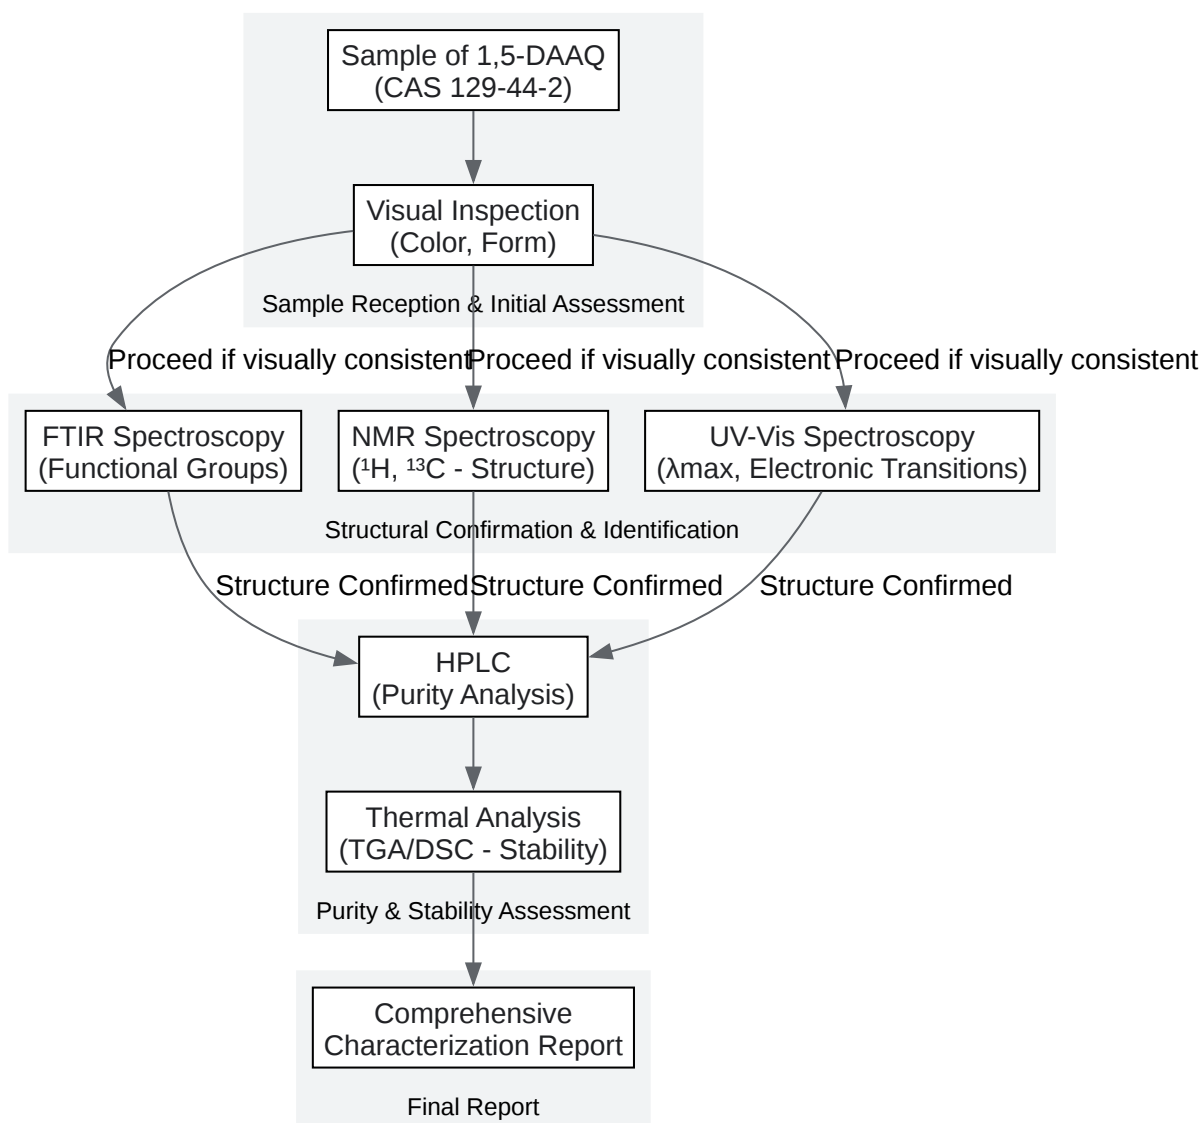 Sample of 1,5-DAAQ
(CAS 129-44-2)
Visual Inspection
(Color, Form)
Sample Reception & Initial Assessment
Proceed if visually consistent
Proceed if visually consistent
Proceed if visually consistent
FTIR Spectroscopy
(Functional Groups)
NMR Spectroscopy
(¹H, ¹³C - Structure)
UV-Vis Spectroscopy
(λmax, Electronic Transitions)
Structural Confirmation & Identification
Structure Confirmed
Structure Confirmed
Structure Confirmed
HPLC
(Purity Analysis)
Thermal Analysis
(TGA/DSC - Stability)
Purity & Stability Assessment
Comprehensive
Characterization Report
Final Report